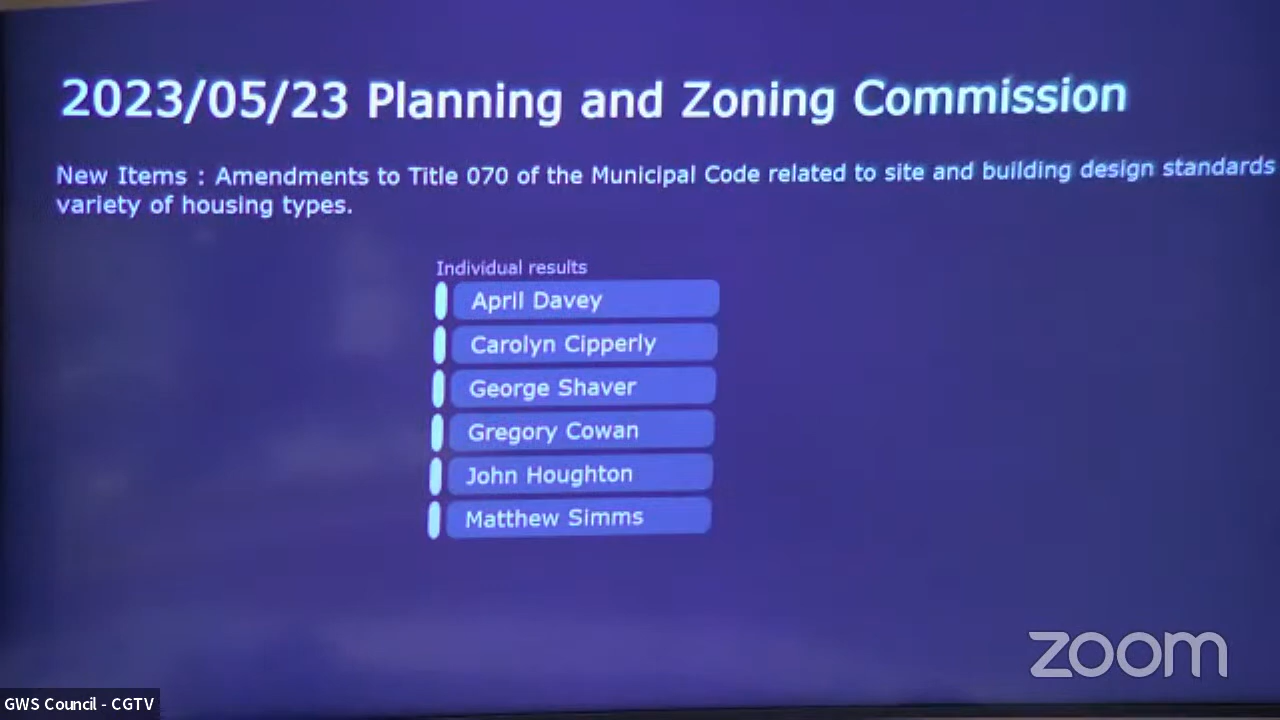 2023/05/23 Planning and Zoning Commission
New Items : Amendments to Title 070 of the Municipal Code related to site and building design standards
variety of housing types.
Individual results
April Davey
Carolyn Cipperly
George Shaver
Gregory Cowan
John Houghton
Matthew Simms
zoom
GWS Council - CGTV